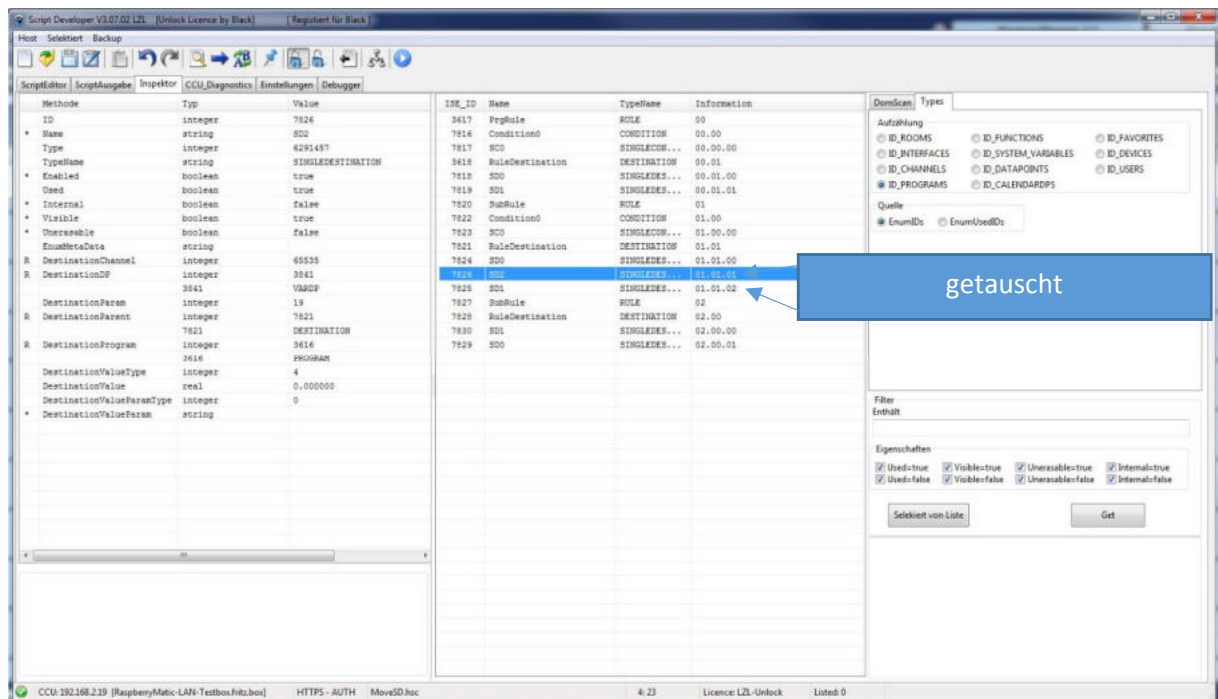 Script Developer V3.07.02 LZL [Unlock Licence by Black] [ Registiert für Black ]
Host Selektiert Backup
ScriptEditor ScriptAusgabe Inspektor CCU_Diagnostics Einstellungen Debugger
Methode Typ Value
ID integer 7826
* Name string SD2
Type integer 6291457
TypeName string SINGLEDESTINATION
* Enabled boolean true
Used boolean true
* Internal boolean false
* Visible boolean true
* Unerasable boolean false
EnumMetaData string
R DestinationChannel integer 65535
R DestinationDP integer 3841
3841 VARDP
DestinationParam integer 19
R DestinationParent integer 7821
7821 DESTINATION
R DestinationProgram integer 3616
3616 PROGRAM
DestinationValueType integer 4
DestinationValue real 0.000000
DestinationValueParamType integer 0
* DestinationValueParam string
ISE_ID Name TypeName Information
3617 PrgRule RULE 00
7816 Condition0 CONDITION 00.00
7817 SC0 SINGLECON... 00.00.00
3618 RuleDestination DESTINATION 00.01
7818 SD0 SINGLEDES... 00.01.00
7819 SD1 SINGLEDES... 00.01.01
7820 SubRule RULE 01
7822 Condition0 CONDITION 01.00
7823 SC0 SINGLECON... 01.00.00
7821 RuleDestination DESTINATION 01.01
7824 SD0 SINGLEDES... 01.01.00
7826 SD2 SINGLEDES... 01.01.01
7825 SD1 SINGLEDES... 01.01.02
7827 SubRule RULE 02
7828 RuleDestination DESTINATION 02.00
7830 SD1 SINGLEDES... 02.00.00
7829 SD0 SINGLEDES... 02.00.01
getauscht
DomScan Types
Aufzählung
ID_ROOMS ID_FUNCTIONS ID_FAVORITES
ID_INTERFACES ID_SYSTEM_VARIABLES ID_DEVICES
ID_CHANNELS ID_DATAPOINTS ID_USERS
ID_PROGRAMS ID_CALENDARDPS
Quelle
EnumIDs EnumUsedIDs
Filter
Enthält
Eigenschaften
Used=true Visible=true Unerasable=true Internal=true
Used=false Visible=false Unerasable=false Internal=false
Selekiert von Liste Get
CCU: 192.168.2.19 [RaspberryMatic-LAN-Testbox.fritz.box] HTTPS - AUTH MoveSD.hsc 4: 23 Licence: LZL-Unlock Listed: 0